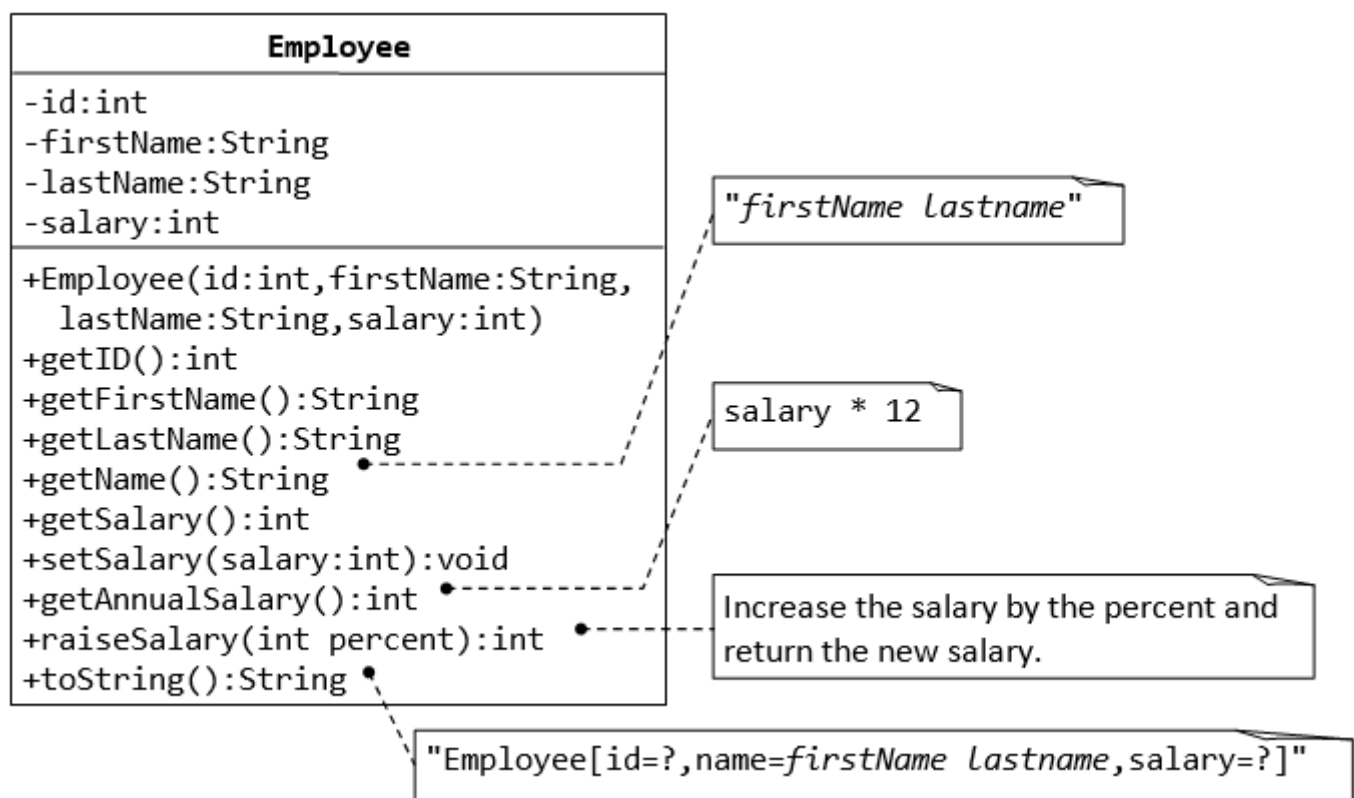 Employee
-id:int
-firstName:String
-lastName:String
-salary:int
+Employee(id:int,firstName:String,
lastName:String,salary:int)
+getID():int
+getFirstName():String
+getLastName():String
+getName():String
+getSalary():int
+setSalary(salary:int):void
+getAnnualSalary():int
+raiseSalary(int percent):int
+toString():String
"firstName lastname"
salary * 12
Increase the salary by the percent and
return the new salary.
"Employee[id=?,name=firstName lastname,salary=?]"